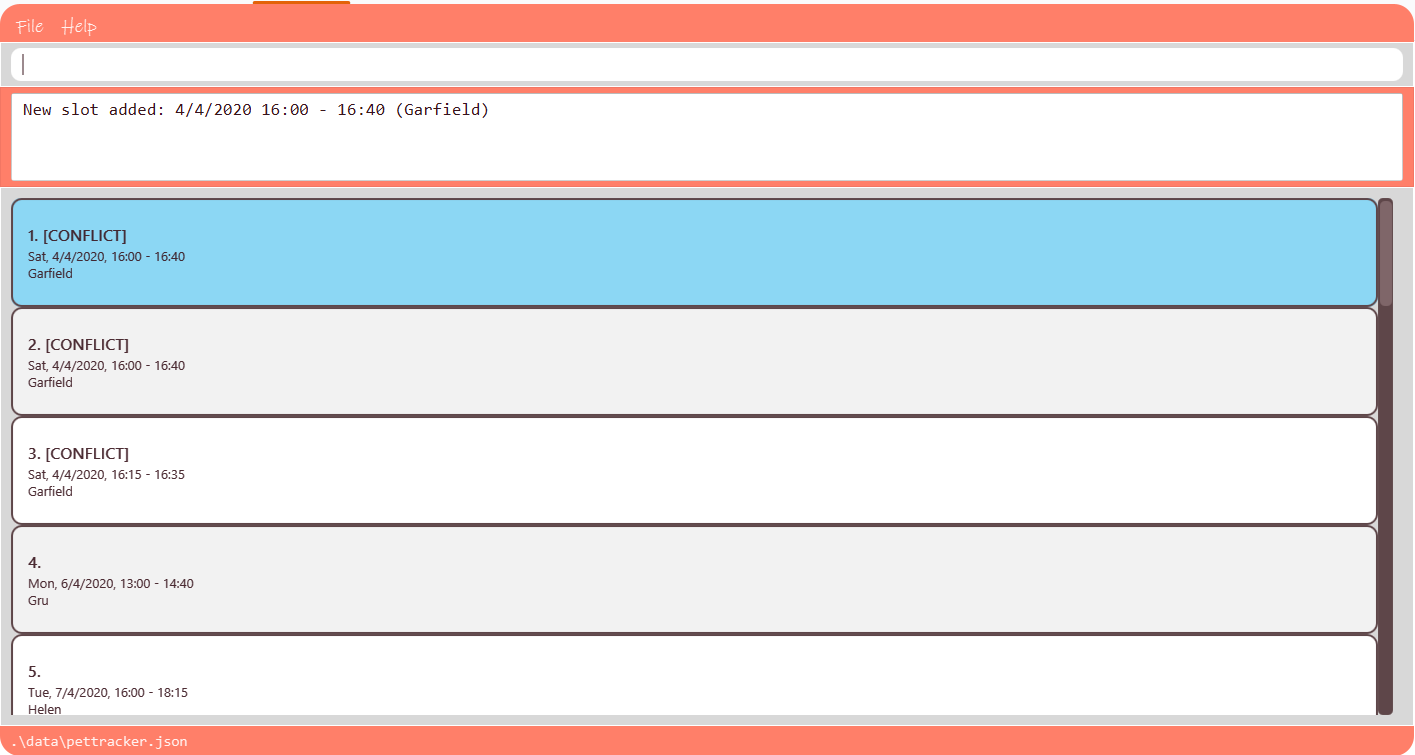 File Help
New slot added: 4/4/2020 16:00 - 16:40 (Garfield)
1. [CONFLICT]
Sat, 4/4/2020, 16:00 - 16:40
Garfield
2. [CONFLICT]
Sat, 4/4/2020, 16:00 - 16:40
Garfield
3. [CONFLICT]
Sat, 4/4/2020, 16:15 - 16:35
Garfield
4.
Mon, 6/4/2020, 13:00 - 14:40
Gru
5.
Tue, 7/4/2020, 16:00 - 18:15
Helen
.\data\pettracker.json